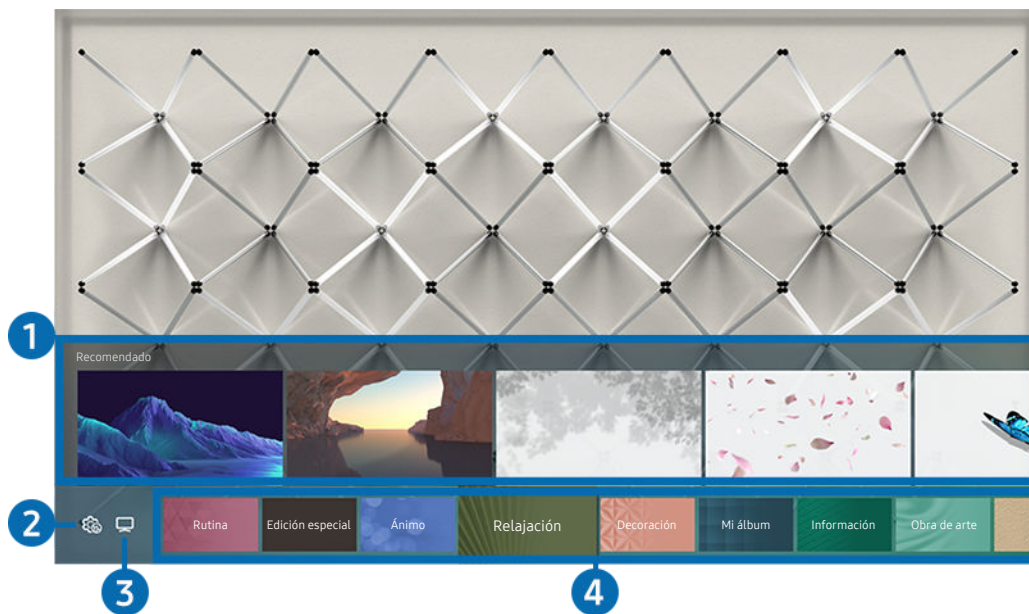 1
Recomendado
2
Rutina
Edición especial
Ánimo
Relajación
Decoración
Mi álbum
Información
Obra de arte
3
4